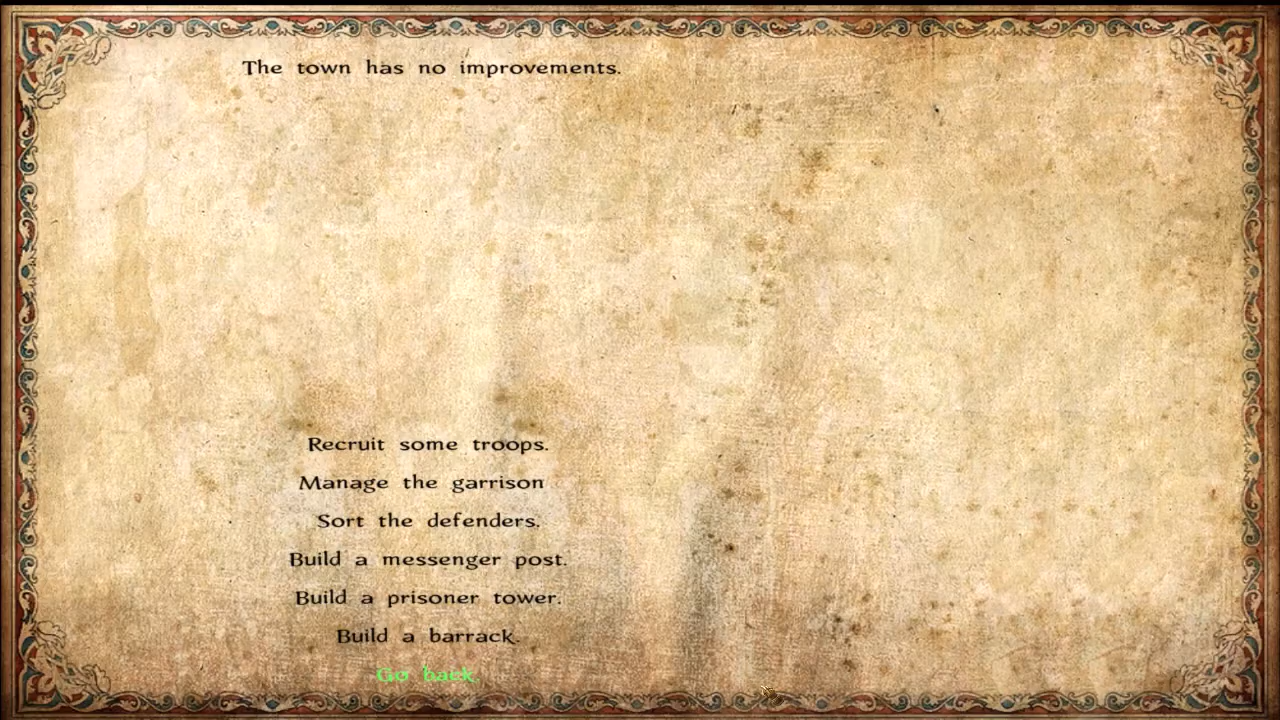 The town has no improvements.
Recruit some troops.
Manage the garrison
Sort the defenders.
Build a messenger post.
Build a prisoner tower.
Build a barrack.
Go back.